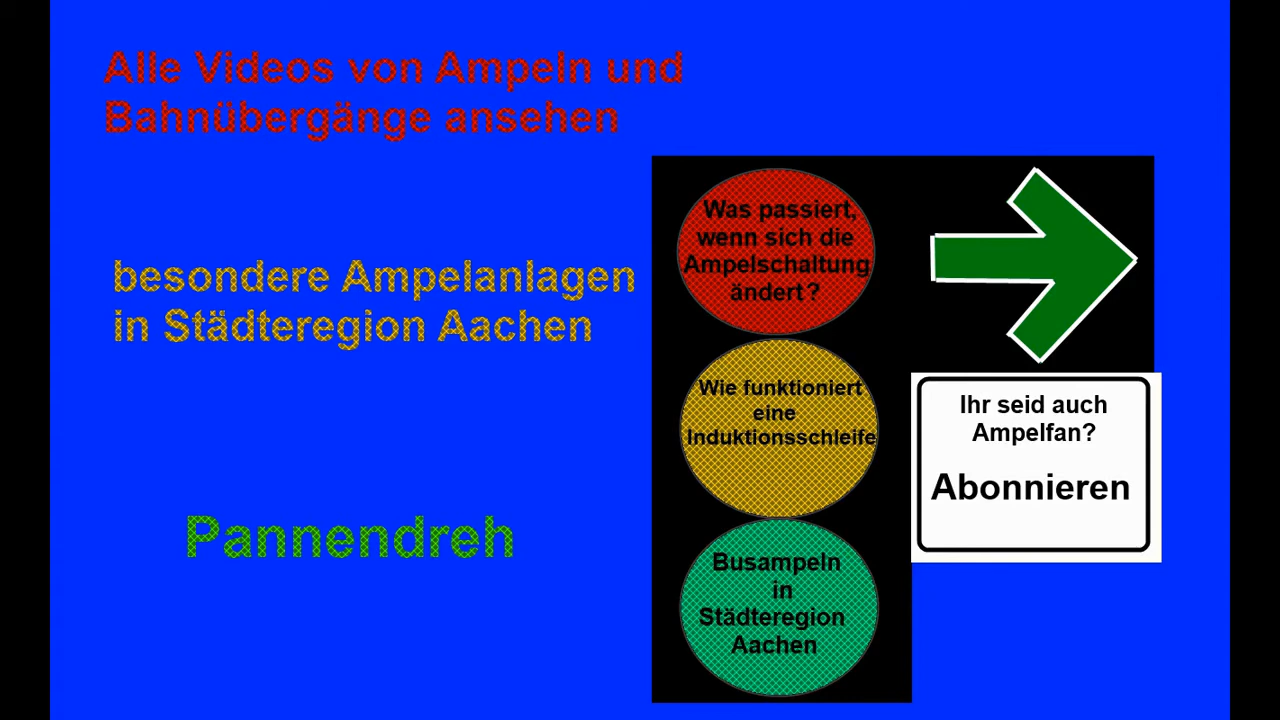 Alle Videos von Ampeln und
Bahnübergänge ansehen
besondere Ampelanlagen
in Städteregion Aachen
Pannendreh
Was passiert,
wenn sich die
Ampelschaltung
ändert?
Wie funktioniert
eine
Induktionsschleife
Busampeln
in
Städteregion
Aachen
Ihr seid auch
Ampelfan?
Abonnieren